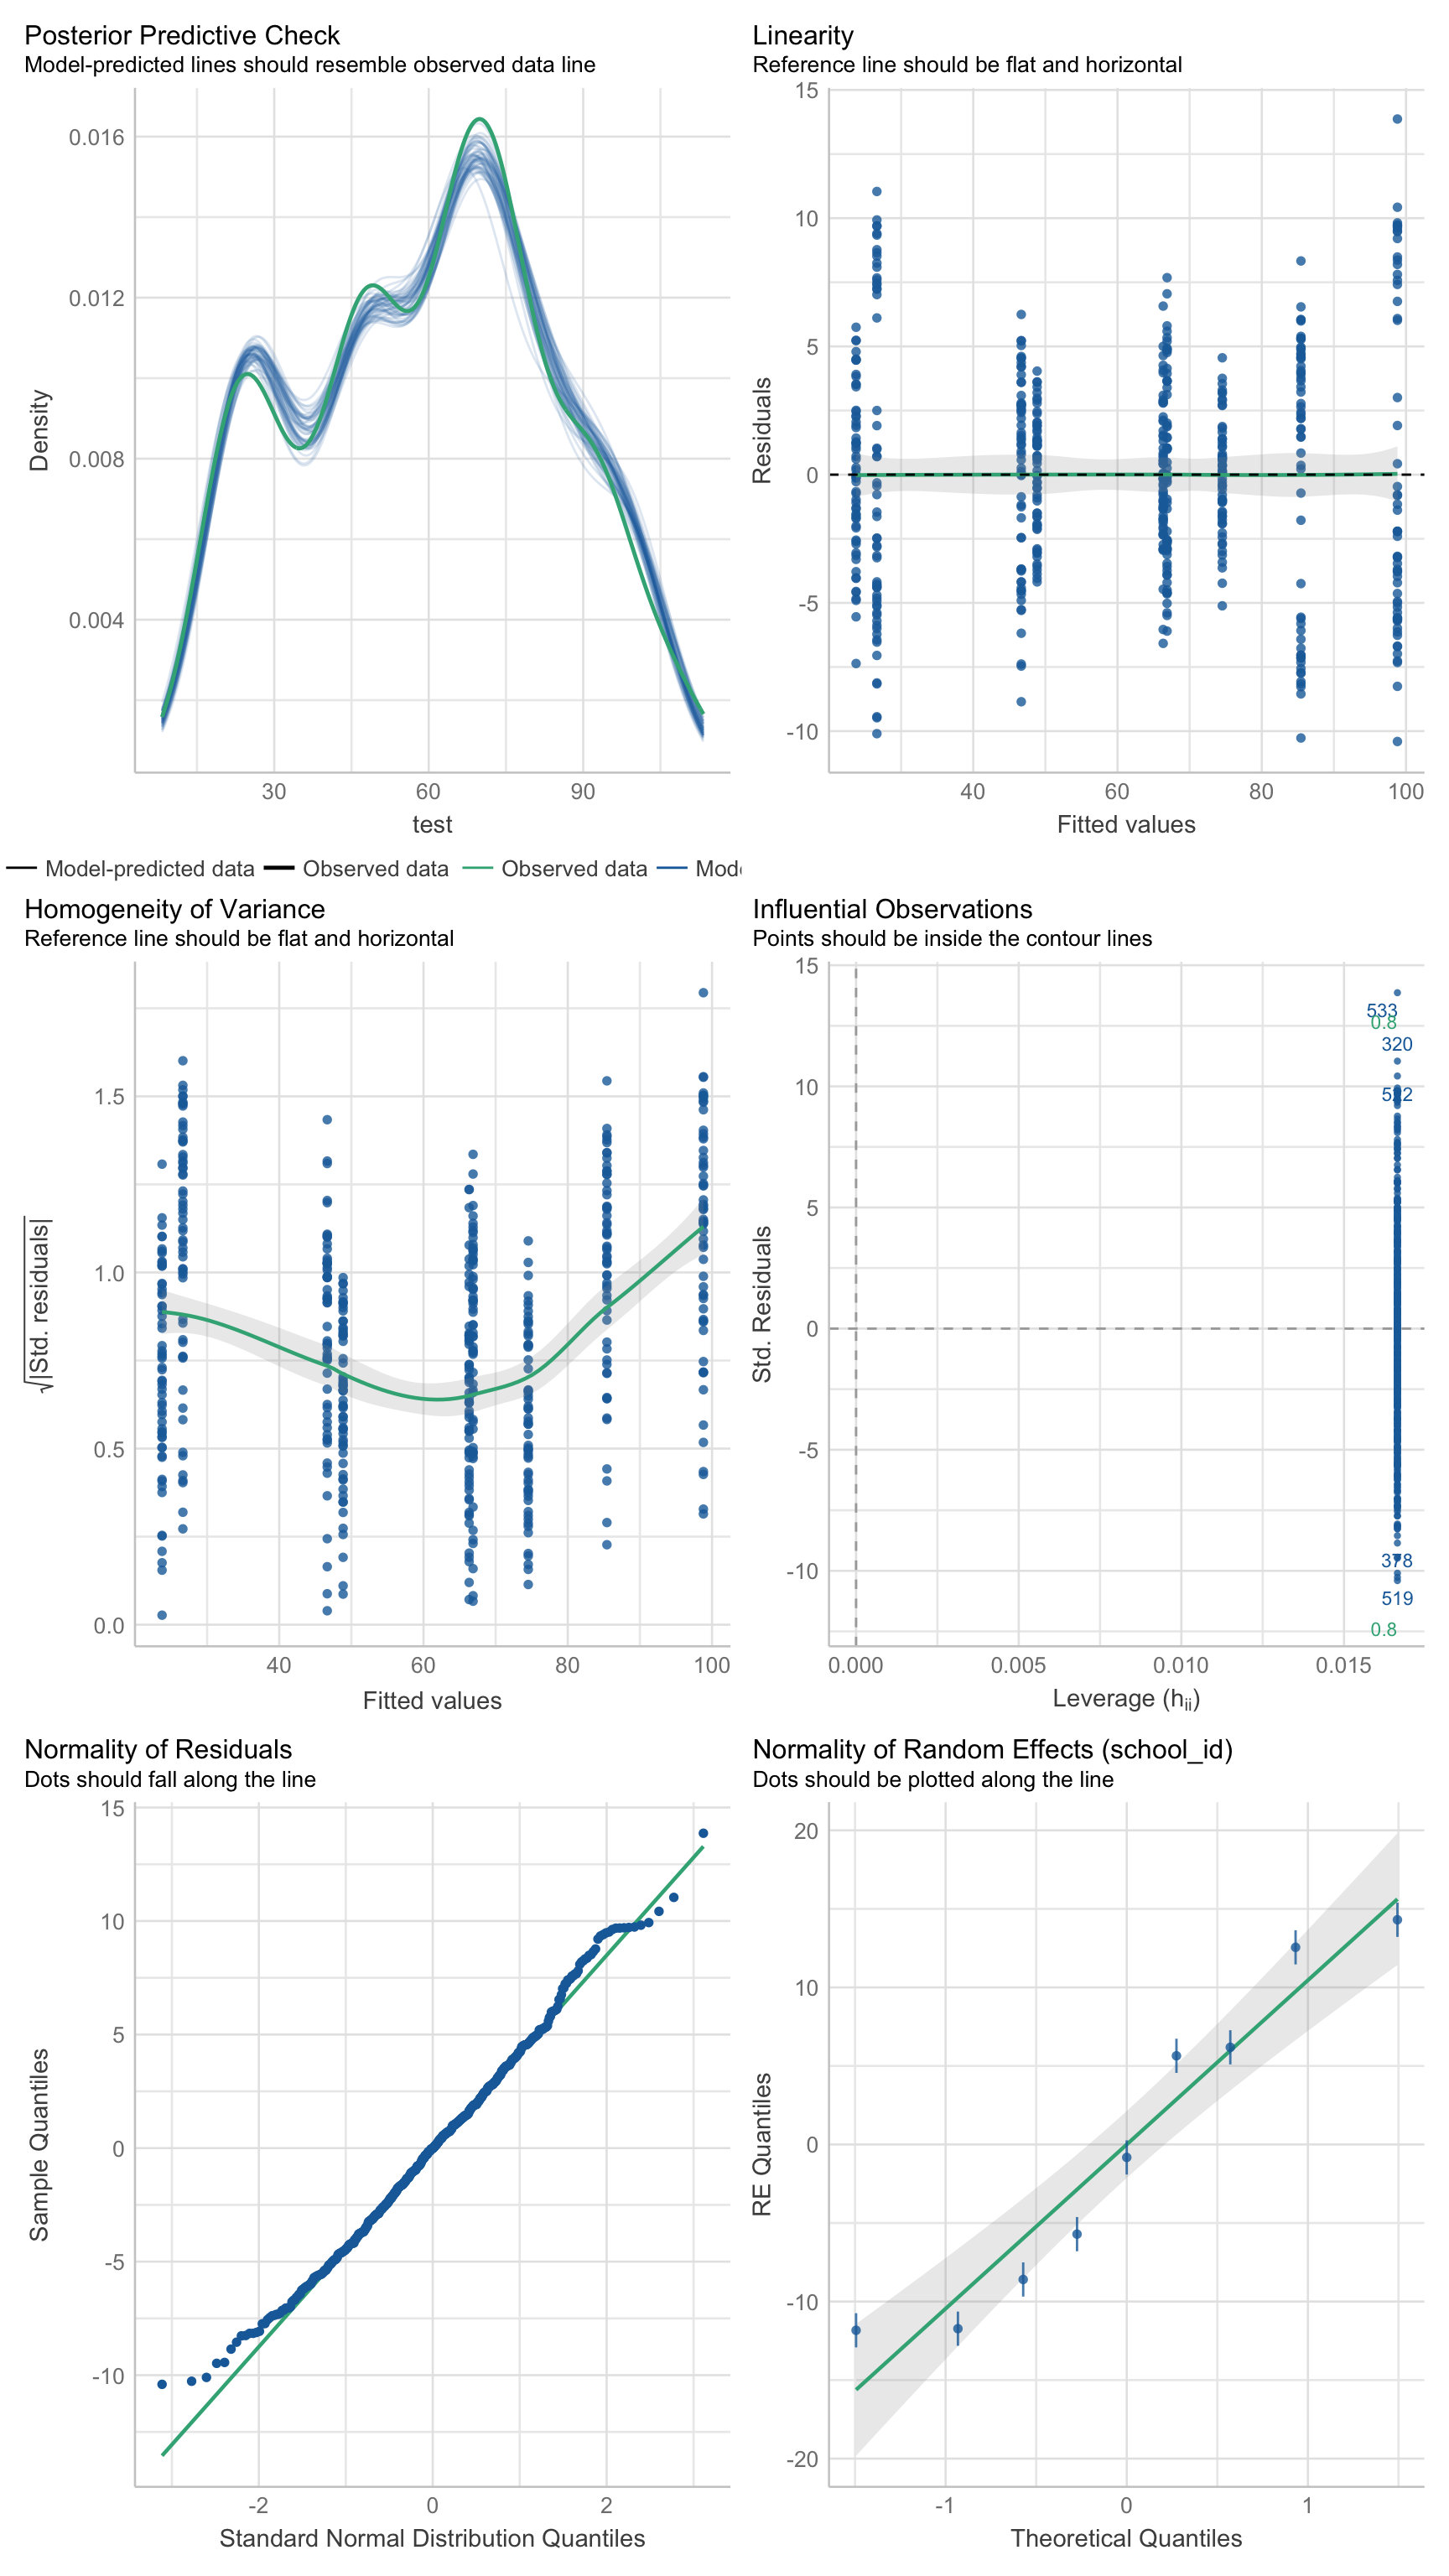 Posterior Predictive Check
Model-predicted lines should resemble observed data line
0.016
0.012
0.008
0.004
Density
30 60 90
test
Model-predicted data Observed data Observed data
Linearity
Reference line should be flat and horizontal
15
10
5
0
-5
-10
Residuals
40 60 80 100
Fitted values
Homogeneity of Variance
Reference line should be flat and horizontal
1.5
1.0
0.5
0.0
√|Std. residuals|
40 60 80 100
Fitted values
Influential Observations
Points should be inside the contour lines
15
10
5
0
-5
-10
Std. Residuals
533
0.8
320
522
378
519
0.8
0.000 0.005 0.010 0.015
Leverage (hii)
Normality of Residuals
Dots should fall along the line
15
10
5
0
-5
-10
Sample Quantiles
-2 0 2
Standard Normal Distribution Quantiles
Normality of Random Effects (school_id)
Dots should be plotted along the line
20
10
0
-10
-20
RE Quantiles
-1 0 1
Theoretical Quantiles